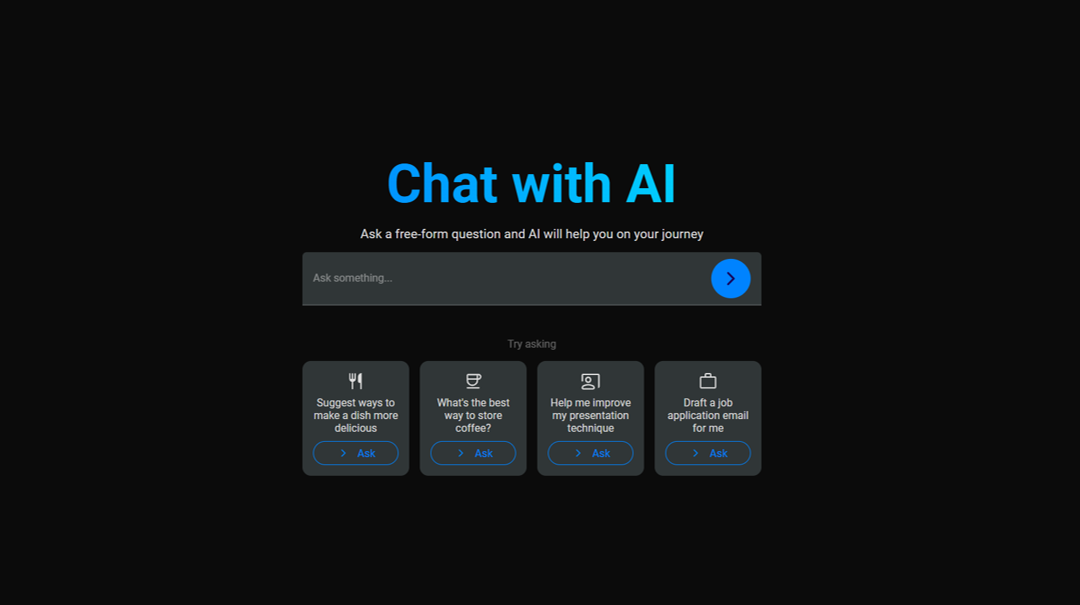 Chat with AI
Ask a free-form question and AI will help you on your journey
Ask something...
Try asking
Suggest ways to
make a dish more
delicious
Ask
What's the best
way to store
coffee?
Ask
Help me improve
my presentation
technique
Ask
Draft a job
application email
for me
Ask